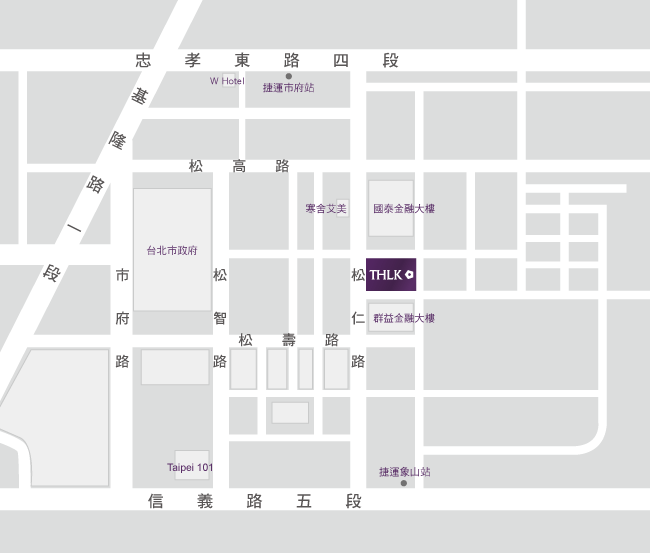 忠孝東路四段
W Hotel
捷運市府站
基隆路一段
松高路
寒舍艾美
國泰金融大樓
台北市政府
市府路
松智路
松仁路
THLK
群益金融大樓
松壽路
Taipei 101
捷運象山站
信義路五段